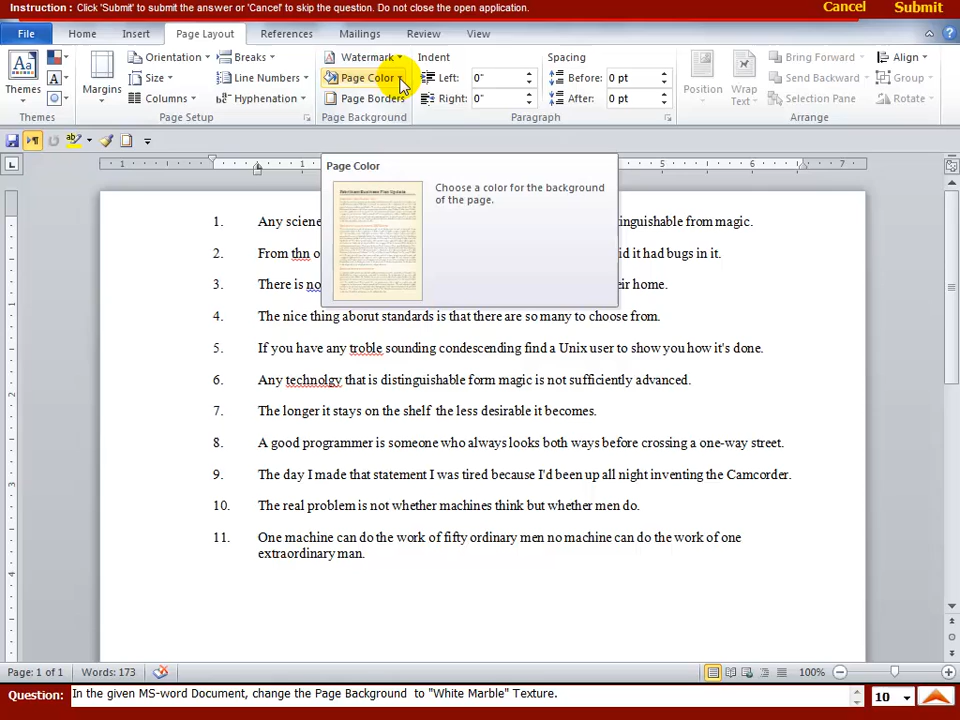 Instruction : Click 'Submit' to submit the answer or 'Cancel' to skip the question. Do not close the open application. Cancel Submit
File Home Insert Page Layout References Mailings Review View
Themes Margins Orientation Breaks Watermark Indent Spacing Position Wrap Text Bring Forward Align
Size Line Numbers Page Color Left: 0" Before: 0 pt Send Backward Group
Columns Hyphenation Page Borders Right: 0" After: 0 pt Selection Pane Rotate
Themes Page Setup Page Background Paragraph Arrange
1 1 5 6 7
Page Color
Choose a color for the background
of the page.
1. Any scien inguishable from magic.
2. From thn o id it had bugs in it.
3. There is no eir home.
4. The nice thing about standards is that there are so many to choose from.
5. If you have any troble sounding condescending find a Unix user to show you how it's done.
6. Any technolgy that is distinguishable form magic is not sufficiently advanced.
7. The longer it stays on the shelf the less desirable it becomes.
8. A good programmer is someone who always looks both ways before crossing a one-way street.
9. The day I made that statement I was tired because I'd been up all night inventing the Camcorder.
10. The real problem is not whether machines think but whether men do.
11. One machine can do the work of fifty ordinary men no machine can do the work of one
extraordinary man.
Page: 1 of 1 Words: 173 100%
Question: In the given MS-word Document, change the Page Background to "White Marble" Texture. 10